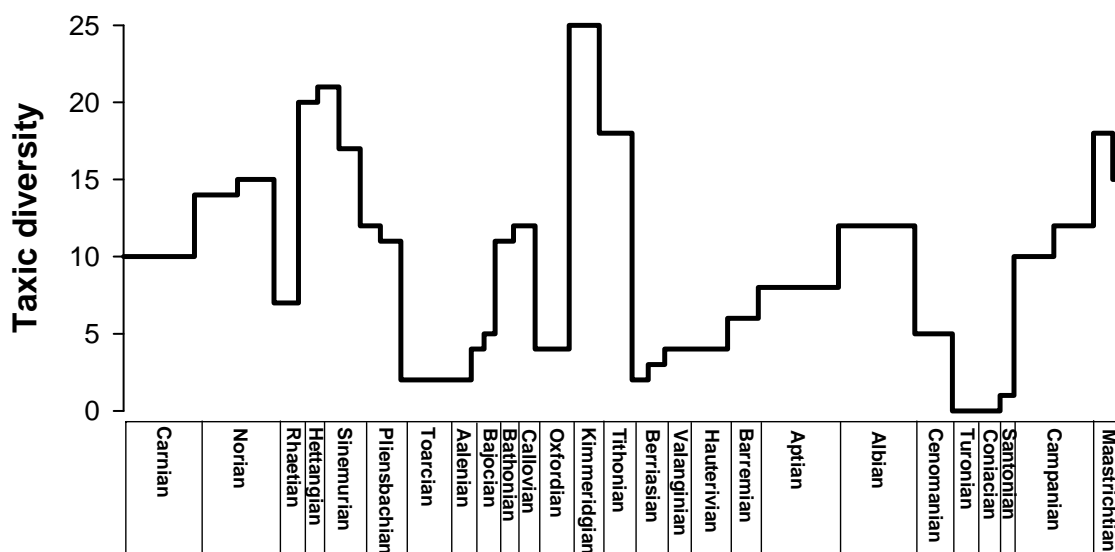 Taxic diversity
25
20
15
10
5
0
Carnian
Norian
Rhaetian
Hettangian
Sinemurian
Pliensbachian
Toarcian
Aalenian
Bajocian
Bathonian
Callovian
Oxfordian
Kimmeridgian
Tithonian
Berriasian
Valanginian
Hauterivian
Barremian
Aptian
Albian
Cenomanian
Turonian
Coniacian
Santonian
Campanian
Maastrichtian